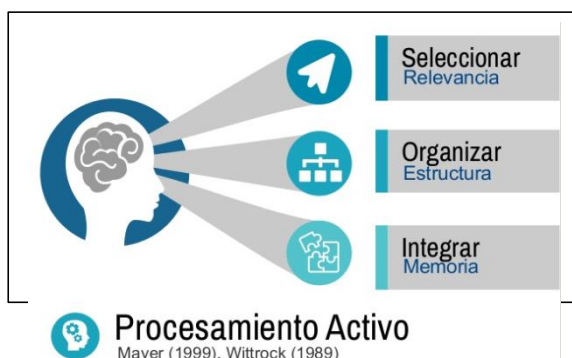 Seleccionar
Relevancia
Organizar
Estructura
Integrar
Memoria
Procesamiento Activo
Mayer (1999), Wittrock (1989)